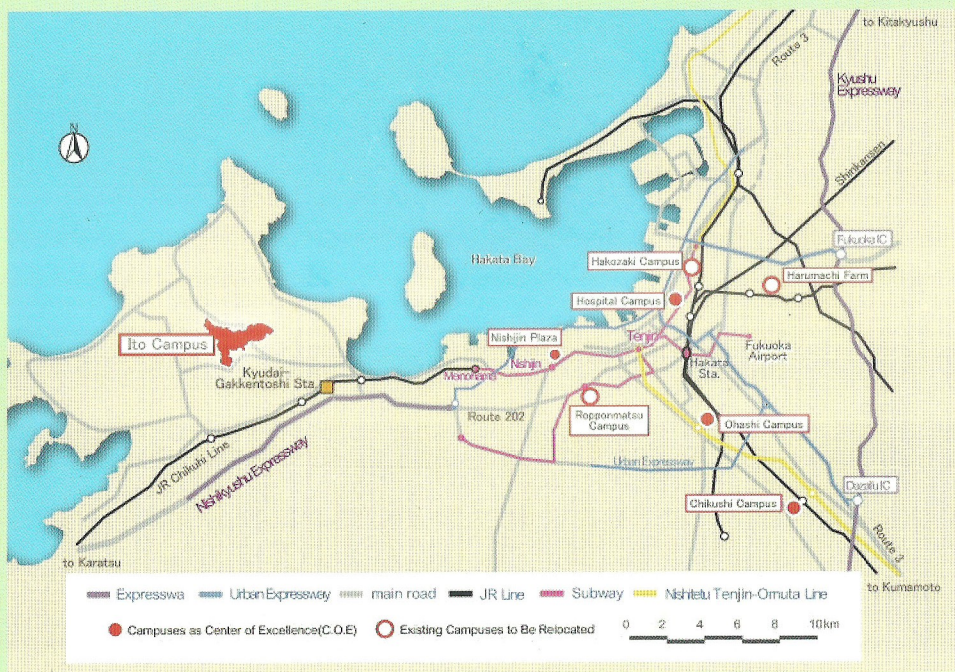 to Kitakyushu
Route 3
Kyushu
Expressway
N
Shinkansen
Fukuoka IC
Hakata Bay
Hakozaki Campus
Harumachi Farm
Hospital Campus
Ito Campus
Nishijin Plaza
Tenjin
Fukuoka
Airport
Kyudai-
Gakkentoshi Sta.
Meinohama
Nishijin
Hakata
Sta.
Route 202
Ropponmatsu
Campus
Ohashi Campus
JR Chikuhi Line
Nishikyushu Expressway
Urban Expressway
Dazaifu IC
Chikushi Campus
Route 3
to Karatsu
to Kumamoto
Expresswa
Urban Expressway
main road
JR Line
Subway
Nishitetu Tenjin-Omuta Line
Campuses as Center of Excellence(C.O.E)
Existing Campuses to Be Relocated
0 2 4 6 8 10km